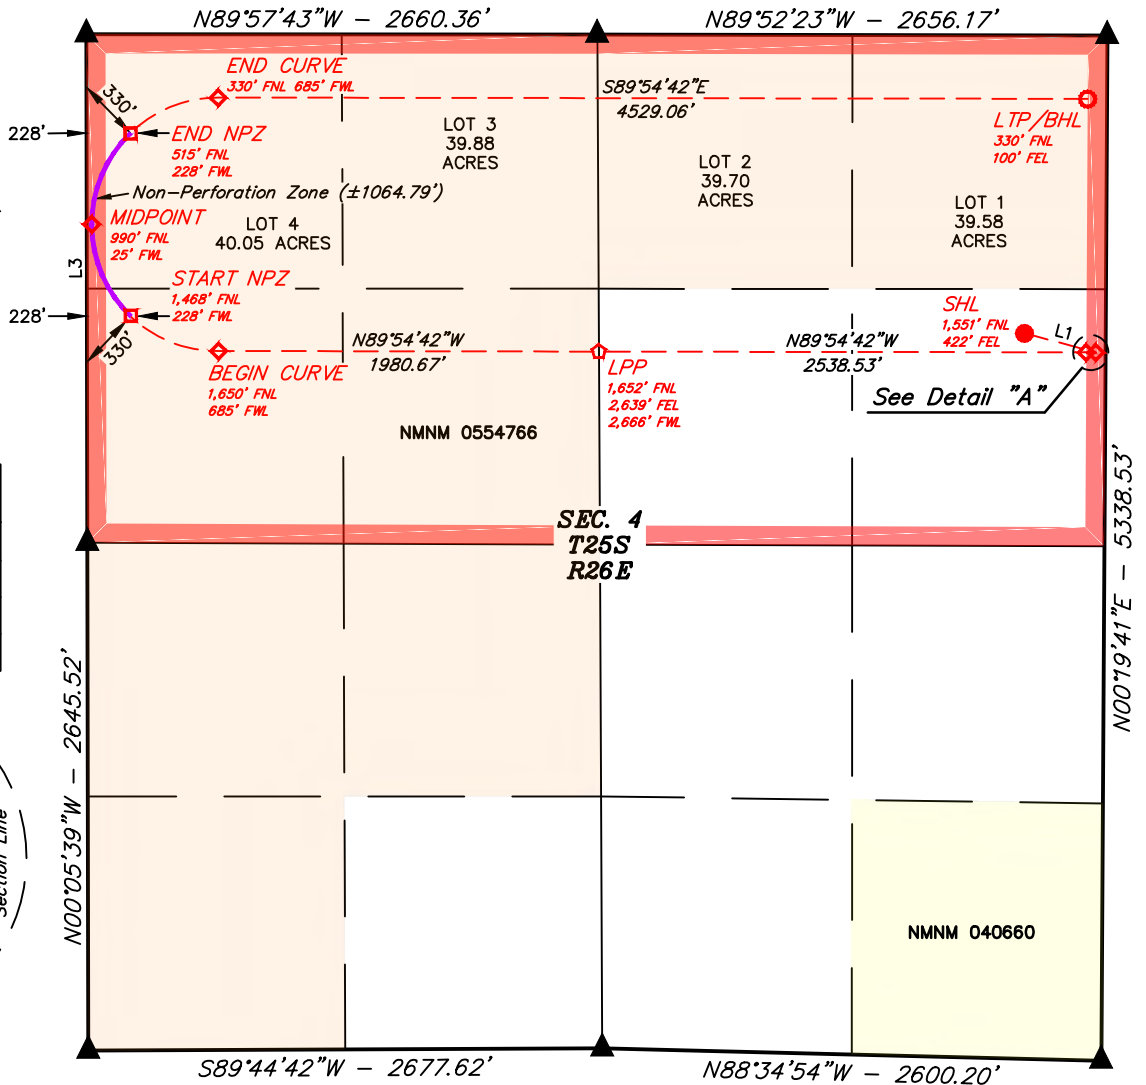 N89°57'43"W - 2660.36'
N89°52'23"W - 2656.17'
END CURVE
330' FNL 685' FWL
S89°54'42"E
4529.06'
330'
228'
END NPZ
515' FNL
228' FWL
LOT 3
39.88
ACRES
LTP/BHL
330' FNL
100' FEL
LOT 2
39.70
ACRES
Non-Perforation Zone (±1064.79')
MIDPOINT
990' FNL
25' FWL
LOT 4
40.05 ACRES
LOT 1
39.58
ACRES
L3
START NPZ
1,468' FNL
228' FWL
228'
330'
SHL
1,551' FNL
422' FEL
L1
N89°54'42"W
1980.67'
N89°54'42"W
2538.53'
BEGIN CURVE
1,650' FNL
685' FWL
LPP
1,652' FNL
2,639' FEL
2,666' FWL
See Detail "A"
NMNM 0554766
SEC. 4
T25S
R26E
N00°19'41"E - 5338.53'
N00°05'39"W - 2645.52'
Section Line
NMNM 040660
S89°44'42"W - 2677.62'
N88°34'54"W - 2600.20'